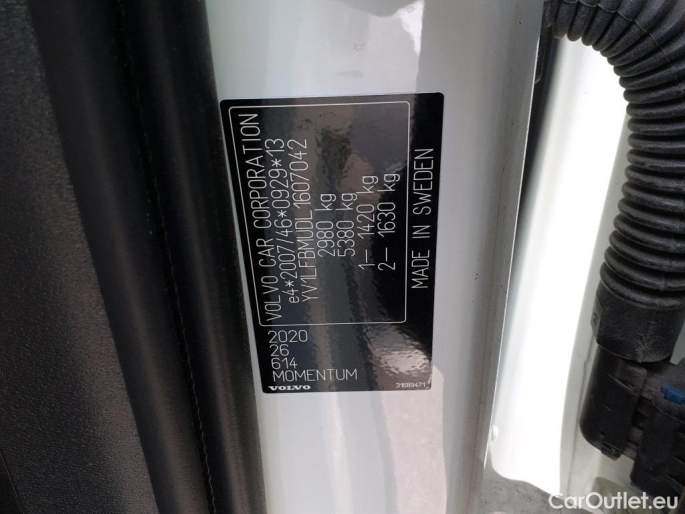 VOLVO CAR CORPORATION
e4*2007/46*0929*13
YV1LFBMUDL1607042
2980 kg
5380 kg
1– 1420 kg
2– 1630 kg
MADE IN SWEDEN
2020
26
614
MOMENTUM
VOLVO
CarOutlet.eu